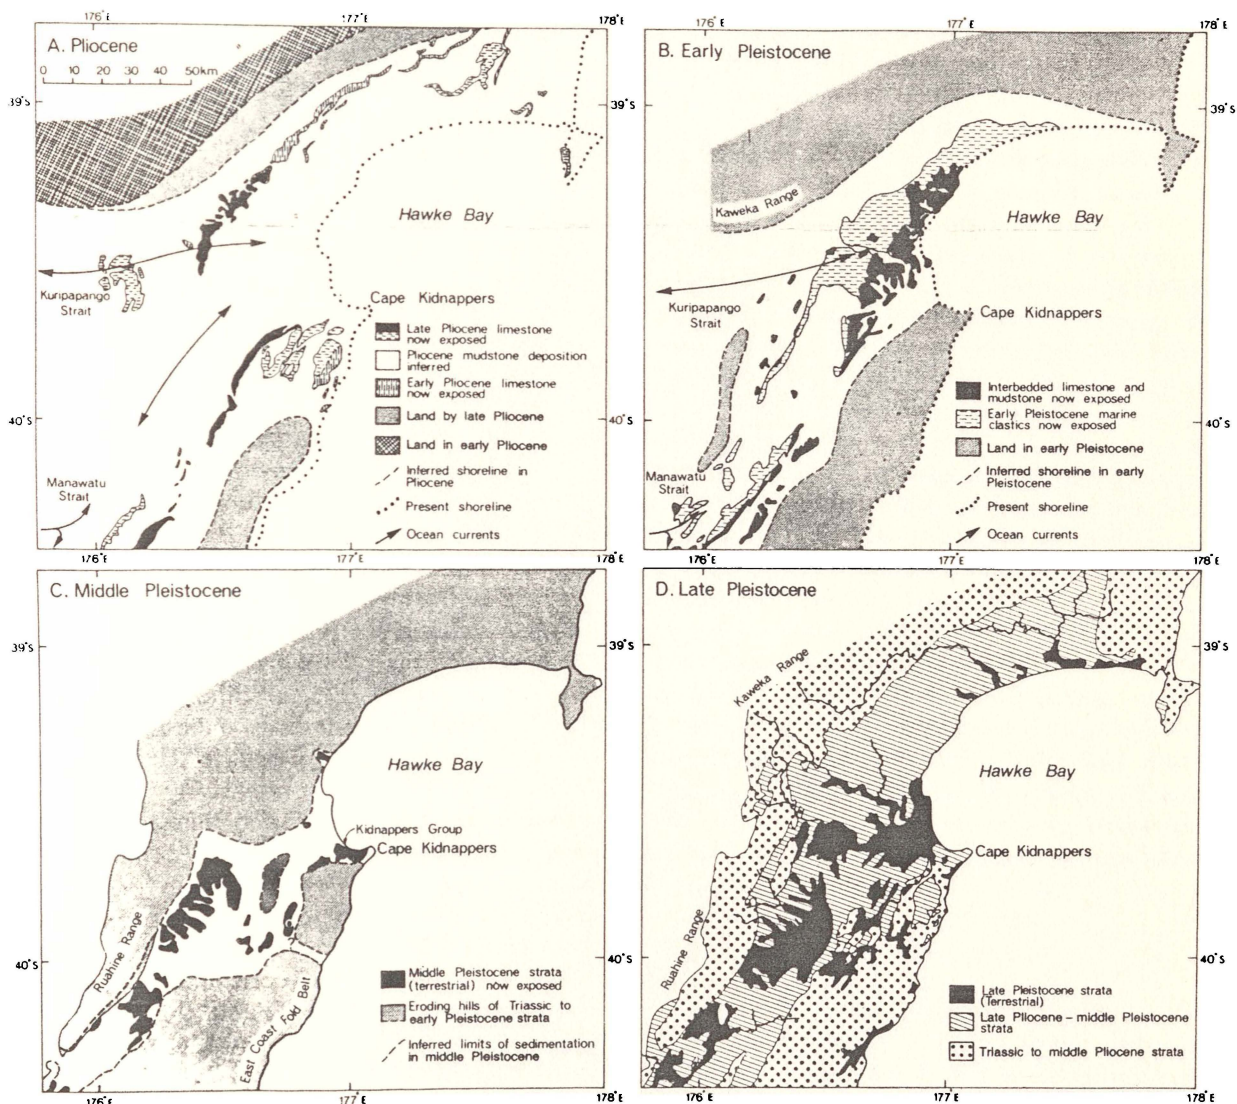 176°E
177°E
178°E
A. Pliocene
0 10 20 30 40 50km
39°S
Hawke Bay
Kuripapango
Strait
Cape Kidnappers
Late Pliocene limestone
now exposed
Pliocene mudstone deposition
inferred
Early Pliocene limestone
now exposed
Land by late Pliocene
Land in early Pliocene
Inferred shoreline in
Pliocene
Present shoreline
Ocean currents
40°S
Manawatu
Strait
176°E
177°E
178°E
176°E
177°E
178°E
B. Early Pleistocene
39°S
Kaweka Range
Hawke Bay
Kuripapango
Strait
Cape Kidnappers
Interbedded limestone and
mudstone now exposed
Early Pleistocene marine
clastics now exposed
Land in early Pleistocene
Inferred shoreline in early
Pleistocene
Present shoreline
Ocean currents
40°S
Manawatu
Strait
176°E
177°E
178°E
C. Middle Pleistocene
39°S
39°S
Hawke Bay
Kidnappers Group
Cape Kidnappers
Ruahine Range
East Coast Fold Belt
40°S
40°S
Middle Pleistocene strata
(terrestrial) now exposed
Eroding hills of Triassic to
early Pleistocene strata
Inferred limits of sedimentation
in middle Pleistocene
176°E
177°E
178°E
D. Late Pleistocene
39°S
Kaweka Range
Hawke Bay
Cape Kidnappers
Ruahine Range
40°S
Late Pleistocene strata
(Terrestrial)
Late Pliocene – middle Pleistocene
strata
Triassic to middle Pliocene strata
176°E
177°E
178°E